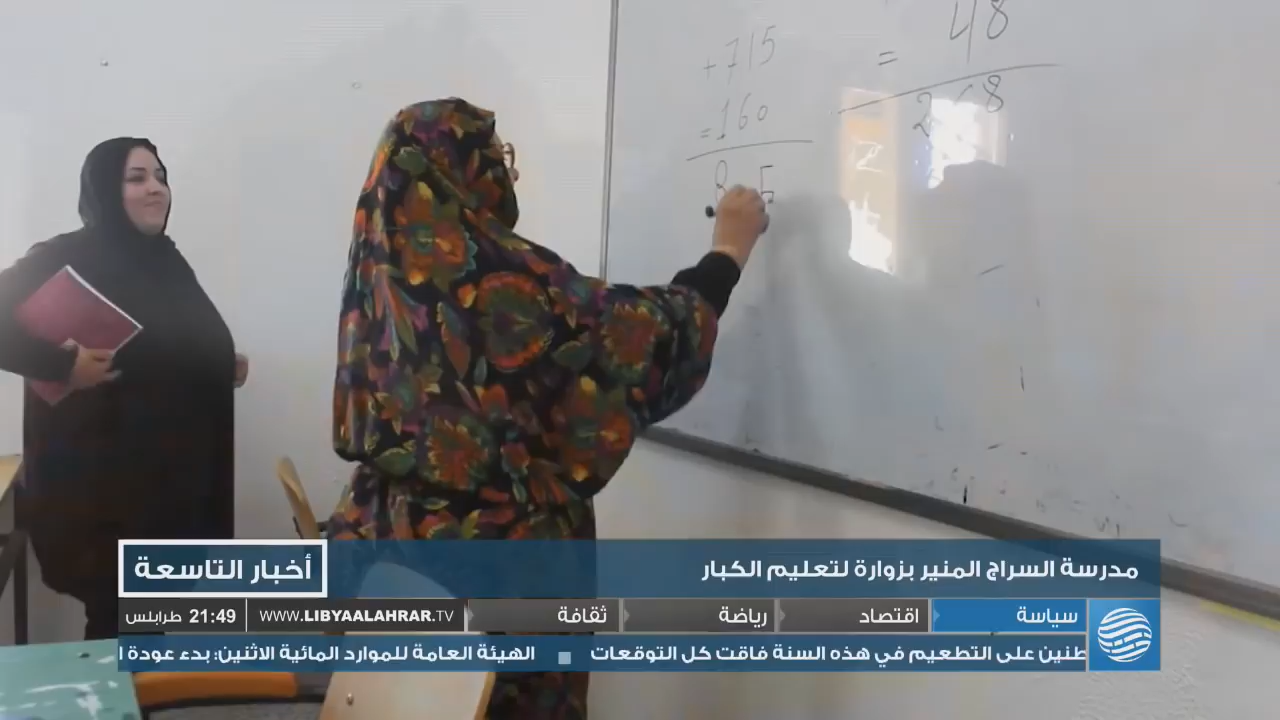 +715
=160
8 5
= 48
268
مدرسة السراج المنير بزوارة لتعليم الكبار
أخبار التاسعة
سياسة
اقتصاد
رياضة
ثقافة
WWW.LIBYAALAHRAR.TV
21:49 طرابلس
طنين على التطعيم في هذه السنة فاقت كل التوقعات ■ الهيئة العامة للموارد المائية الاثنين: بدء عودة ا